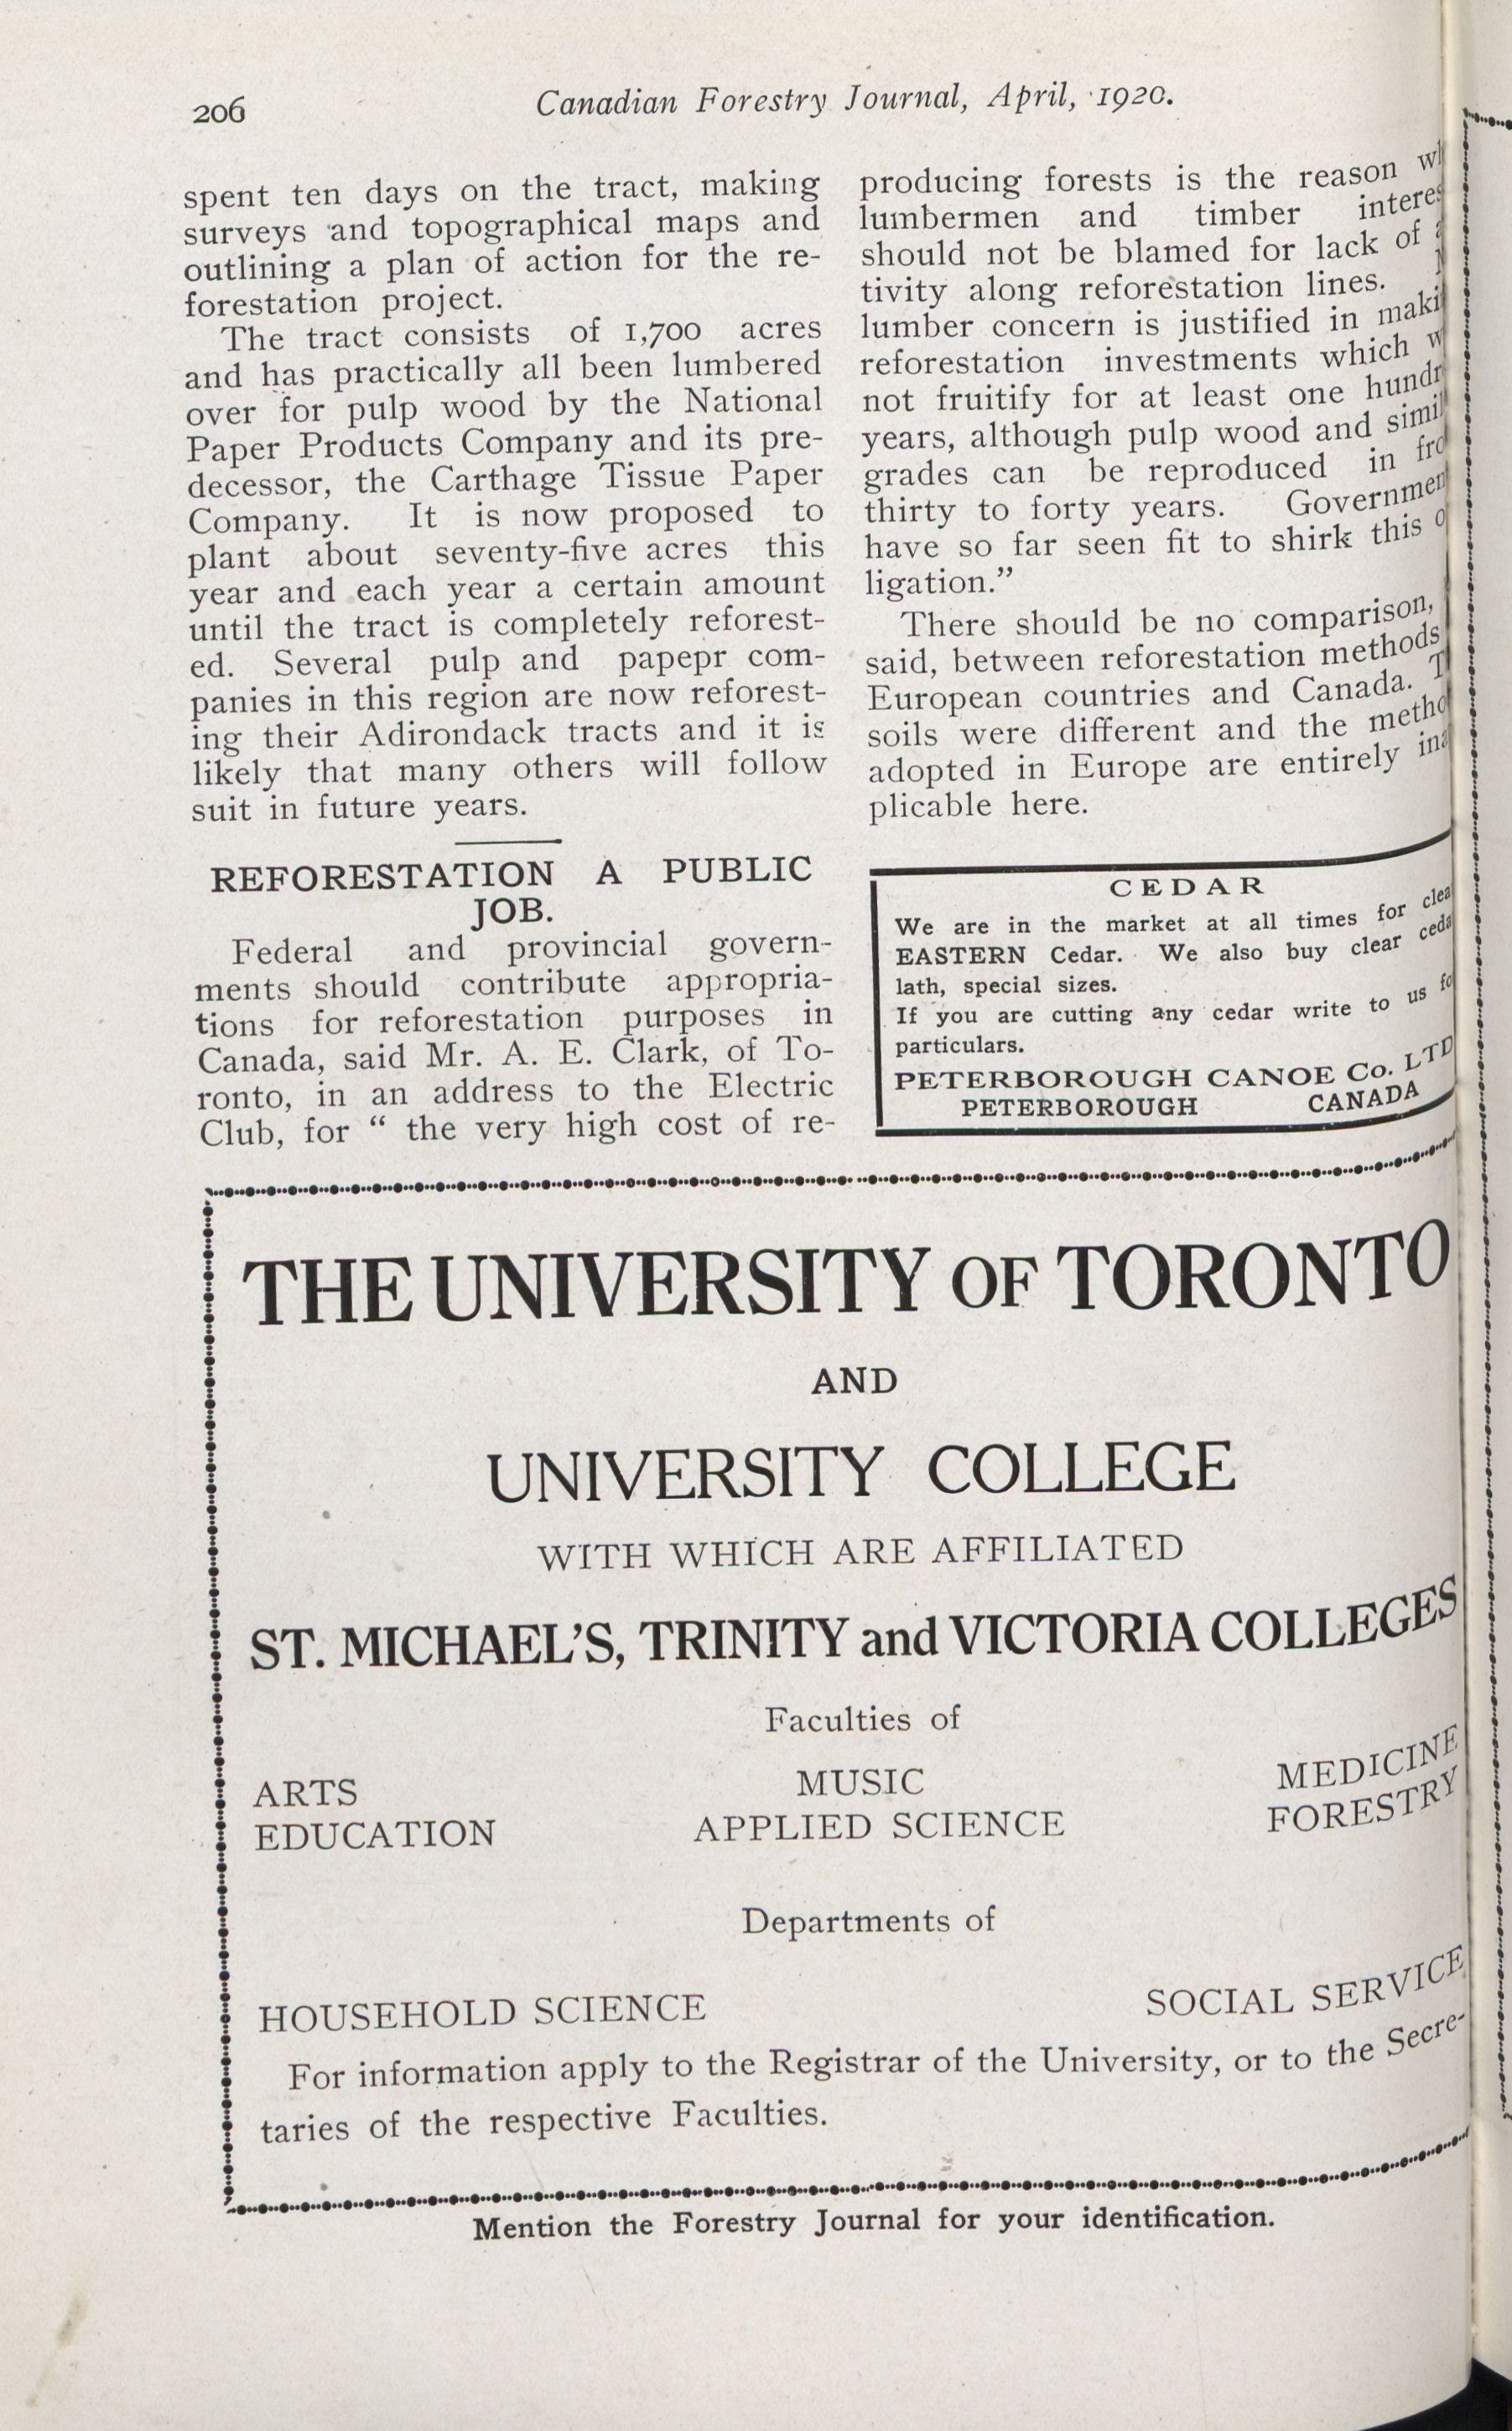 206
Canadian Forestry Journal, April, 1920.
spent ten days on the tract, making
surveys and topographical maps and
outlining a plan of action for the re-
forestation project.
The tract consists of 1,700 acres
and has practically all been lumbered
over for pulp wood by the National
Paper Products Company and its pre-
decessor, the Carthage Tissue Paper
Company. It is now proposed to
plant about seventy-five acres this
year and each year a certain amount
until the tract is completely reforest-
ed. Several pulp and papepr com-
panies in this region are now reforest-
ing their Adirondack tracts and it is
likely that many others will follow
suit in future years.
REFORESTATION A PUBLIC
JOB.
Federal and provincial govern-
ments should contribute appropria-
tions for reforestation purposes in
Canada, said Mr. A. E. Clark, of To-
ronto, in an address to the Electric
Club, for “ the very high cost of re-
producing forests is the reason
lumbermen and timber
should not be blamed for lack of
tivity along reforestation lines.
lumber concern is justified in
reforestation investments which
not fruitify for at least one
years, although pulp wood and
grades can be reproduced in
thirty to forty years.
have so far seen fit to shirk this
ligation.”
There should be no comparison,
said, between reforestation methods
European countries and Canada.
soils were different and the
adopted in Europe are entirely
plicable here.
CEDAR
We are in the market at all times for
EASTERN Cedar. We also buy clear
lath, special sizes.
If you are cutting any cedar write to us
particulars.
PETERBOROUGH CANOE Co. LTD
PETERBOROUGH CANADA
THE UNIVERSITY OF TORONTO
AND
UNIVERSITY COLLEGE
WITH WHICH ARE AFFILIATED
ST. MICHAEL'S, TRINITY and VICTORIA COLLEGES
Faculties of
ARTS MUSIC MEDICINE
EDUCATION APPLIED SCIENCE FORESTRY
Departments of
HOUSEHOLD SCIENCE SOCIAL SERVICE
For information apply to the Registrar of the University, or to the Secre-
taries of the respective Faculties.
Mention the Forestry Journal for your identification.